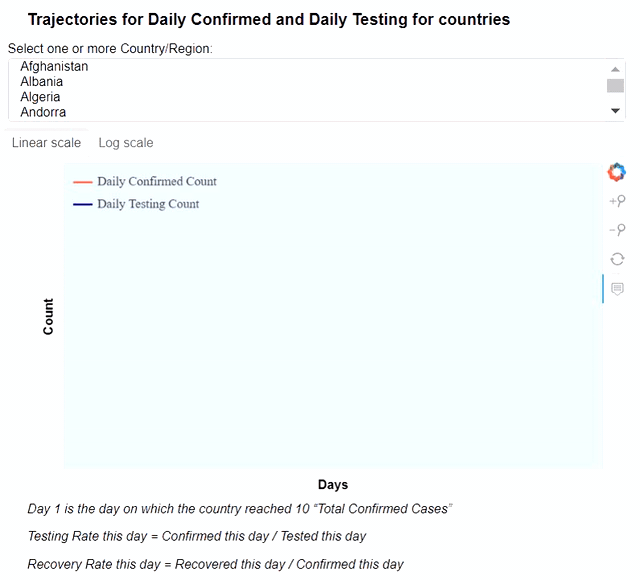 Trajectories for Daily Confirmed and Daily Testing for countries
Select one or more Country/Region:
Afghanistan
Albania
Algeria
Andorra
Linear scale
Log scale
Daily Confirmed Count
Daily Testing Count
Count
Days
Day 1 is the day on which the country reached 10 “Total Confirmed Cases”
Testing Rate this day = Confirmed this day / Tested this day
Recovery Rate this day = Recovered this day / Confirmed this day